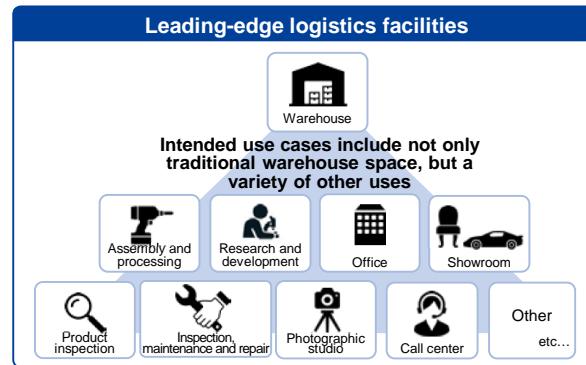 Leading-edge logistics facilities
Warehouse
Intended use cases include not only
traditional warehouse space, but a
variety of other uses
Assembly and
processing
Research and
development
Office
Showroom
Product
inspection
Inspection,
maintenance and repair
Photographic
studio
Call center
Other
etc…